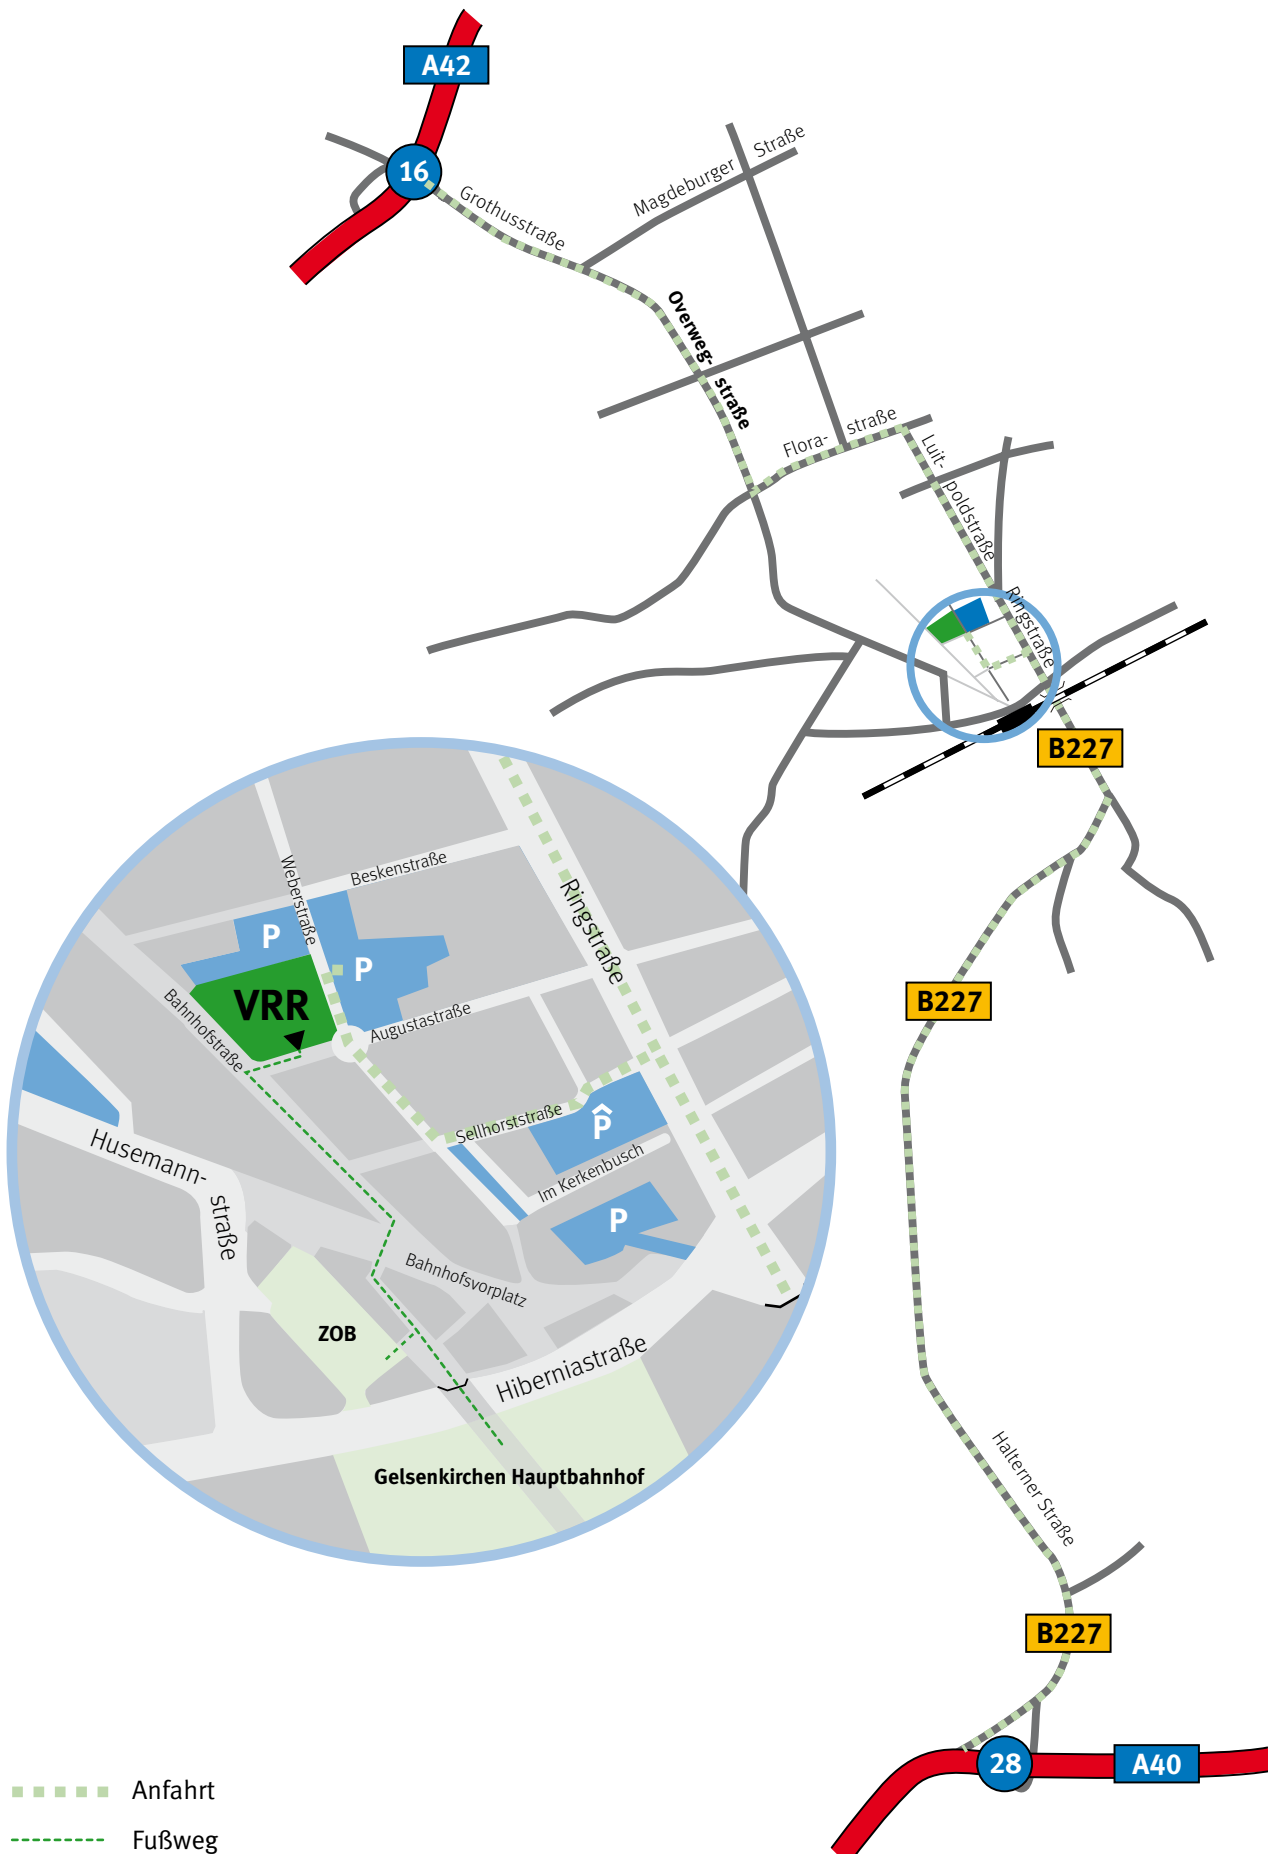 A42
16
Grothusstraße
Magdeburger Straße
Overweg-
straße
Flora- straße
Luit-
poldstraße
Ringstraße
B227
Weberstraße
Beskenstraße
Ringstraße
P
P
VRR
Bahnhofstraße
Augustastraße
Sellhorststraße
P
Im Kerkenbusch
P
Husemann-
straße
Bahnhofsvorplatz
ZOB
Hiberniastraße
Gelsenkirchen Hauptbahnhof
B227
Halterner Straße
B227
28
A40
Anfahrt
Fußweg